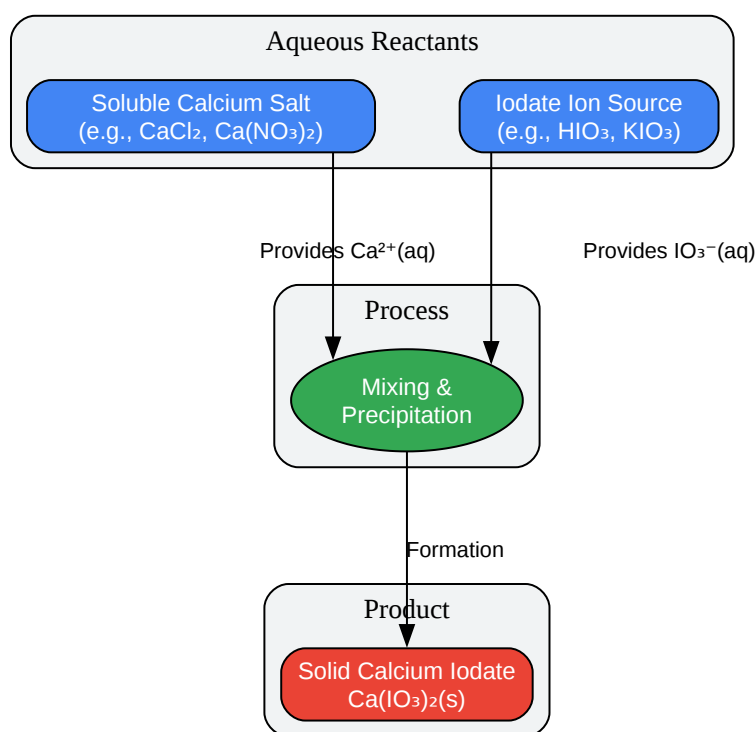 Aqueous Reactants
Soluble Calcium Salt
(e.g., CaCl₂, Ca(NO₃)₂)
Iodate Ion Source
(e.g., HIO₃, KIO₃)
Provides Ca²⁺(aq)
Provides IO₃⁻(aq)
Process
Mixing &
Precipitation
Formation
Product
Solid Calcium Iodate
Ca(IO₃)₂(s)